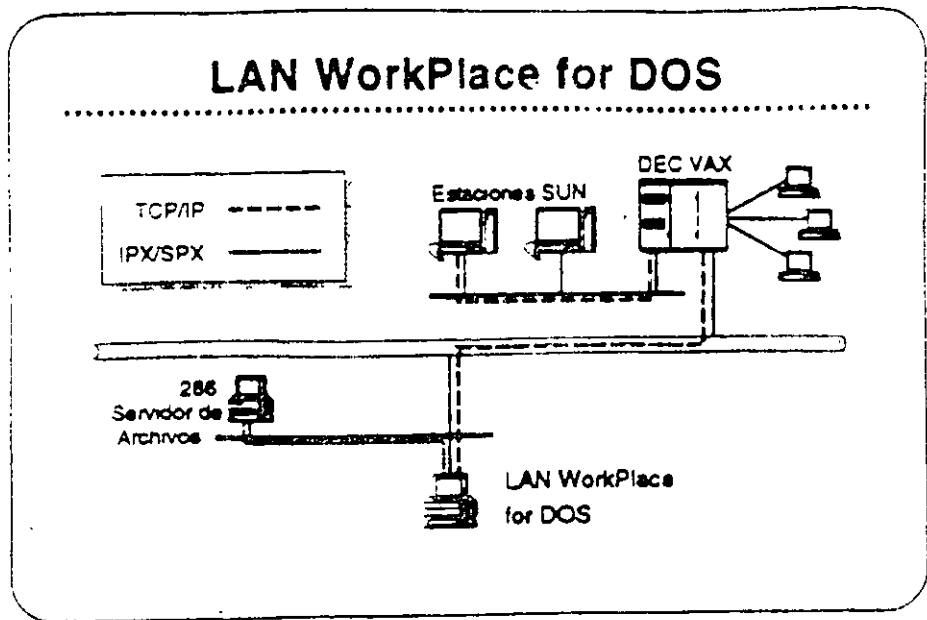 LAN WorkPlace for DOS
TCP/IP
IPX/SPX
Estaciones SUN
DEC VAX
286
Servidor de
Archivos
LAN WorkPlace
for DOS